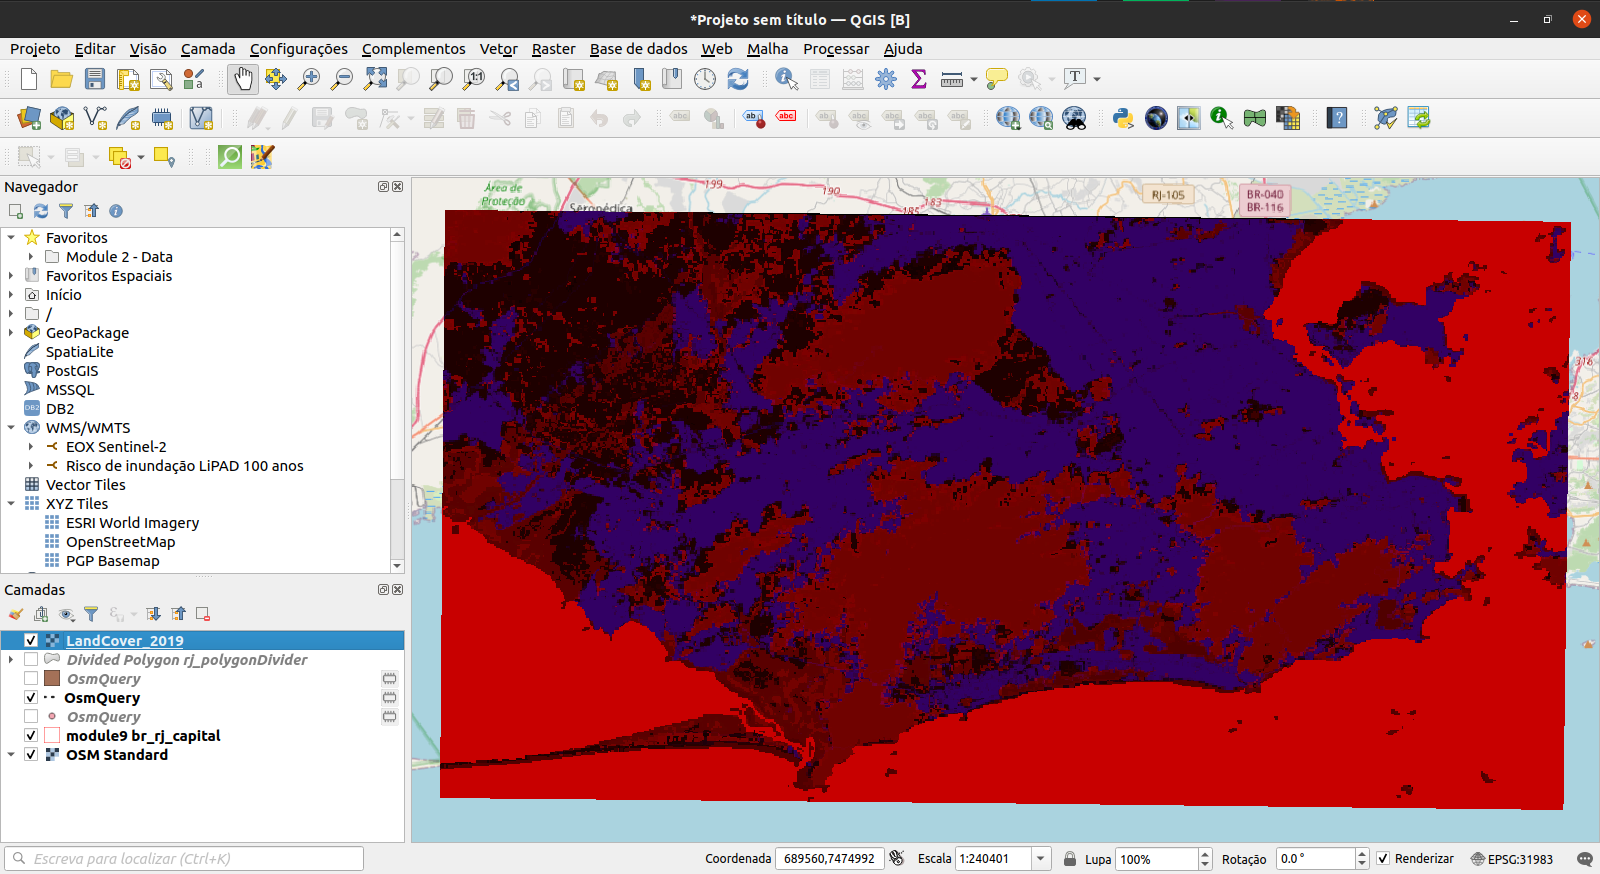 *Projeto sem título — QGIS [B]
Projeto Editar Visão Camada Configurações Complementos Vetor Raster Base de dados Web Malha Processar Ajuda
Navegador
Favoritos
Module 2 - Data
Favoritos Espaciais
Início
/
GeoPackage
SpatiaLite
PostGIS
MSSQL
DB2
WMS/WMTS
EOX Sentinel-2
Risco de inundação LiPAD 100 anos
Vector Tiles
XYZ Tiles
ESRI World Imagery
OpenStreetMap
PGP Basemap
Camadas
LandCover_2019
Divided Polygon rj_polygonDivider
OsmQuery
OsmQuery
OsmQuery
module9 br_rj_capital
OSM Standard
Área de
Proteção
Seropédica
199
190
183
185
RJ-105
BR-040
BR-116
316
Escreva para localizar (Ctrl+K)
Coordenada 689560,7474992 Escala 1:240401 Lupa 100% Rotação 0.0 ° Renderizar EPSG:31983